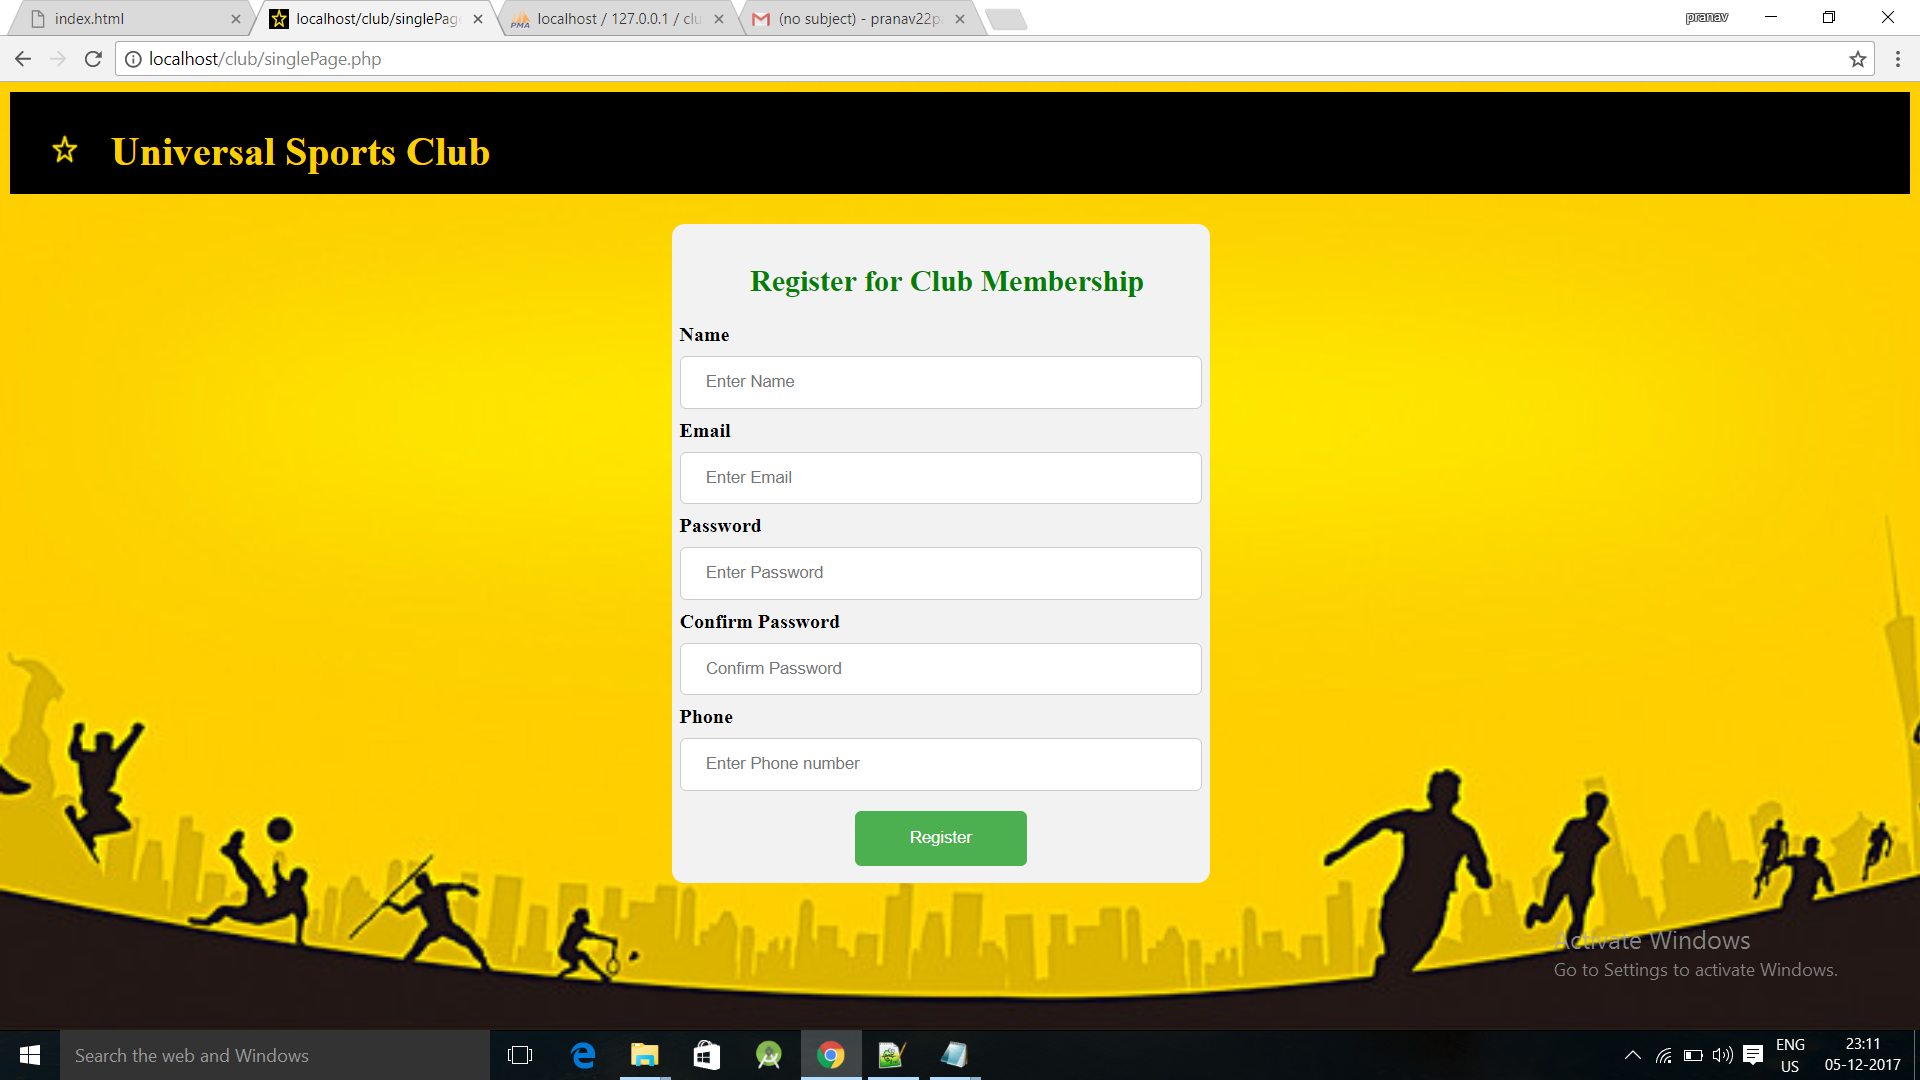 index.html
localhost/club/singlePag
localhost / 127.0.0.1 / clu
(no subject) - pranav22p
pranav
localhost/club/singlePage.php
Universal Sports Club
Register for Club Membership
Name
Enter Name
Email
Enter Email
Password
Enter Password
Confirm Password
Confirm Password
Phone
Enter Phone number
Register
Activate Windows
Go to Settings to activate Windows.
Search the web and Windows
ENG
US
23:11
05-12-2017